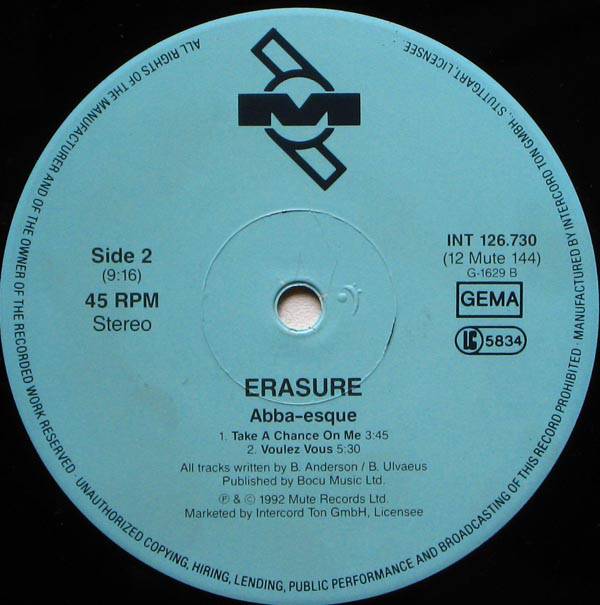 ALL RIGHTS OF THE MANUFACTURER AND OF THE OWNER OF THE RECORDED WORK RESERVED · UNAUTHORIZED COPYING, HIRING, LENDING, PUBLIC PERFORMANCE AND BROADCASTING OF THIS RECORD PROHIBITED · MANUFACTURED BY INTERCORD TON GMBH., STUTTGART, LICENSEE
M
Side 2
(9:16)
45 RPM
Stereo
INT 126.730
(12 Mute 144)
G-1629 B
GEMA
LC 5834
ERASURE
Abba-esque
1. Take A Chance On Me 3:45
2. Voulez Vous 5:30
All tracks written by B. Anderson / B. Ulvaeus
Published by Bocu Music Ltd.
℗ & © 1992 Mute Records Ltd.
Marketed by Intercord Ton GmbH, Licensee